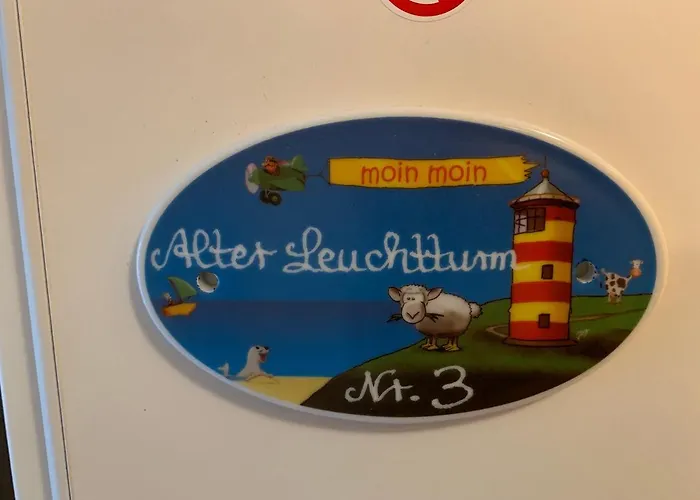 moin moin
Alter Leuchtturm
Nr. 3